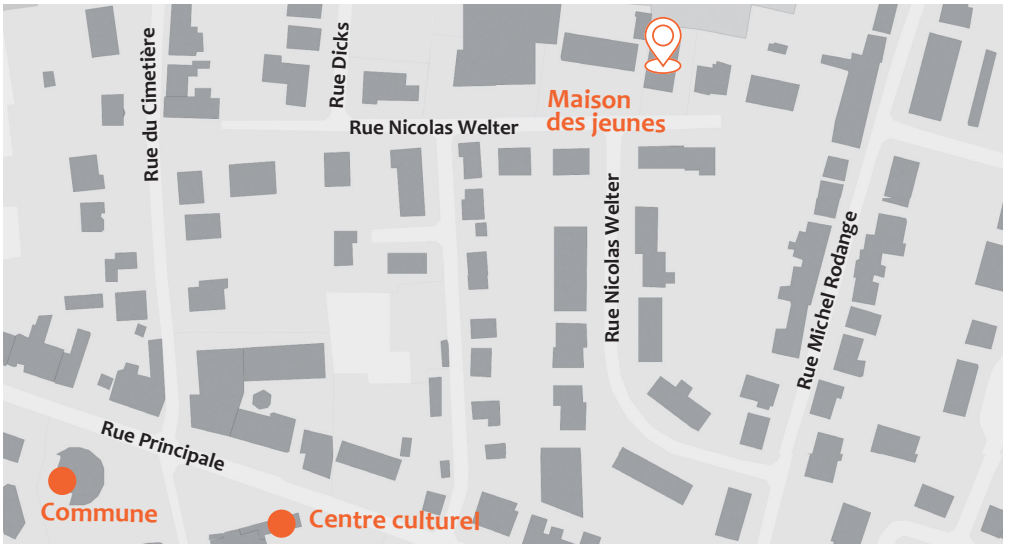 Rue du Cimetière
Rue Dicks
Maison
des jeunes
Rue Nicolas Welter
Rue Nicolas Welter
Rue Michel Rodange
Rue Principale
Commune
Centre culturel